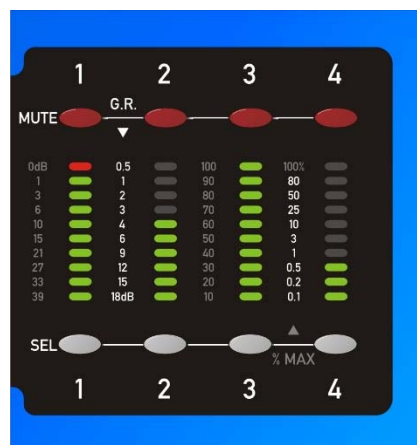 1 2 3 4
G.R.
MUTE
▼
0dB 0.5 100 100%
1 1 90 80
3 2 80 50
6 3 70 25
10 4 60 10
15 6 50 3
21 9 40 1
27 12 30 0.5
33 15 20 0.2
39 18dB 10 0.1
▲
SEL
% MAX
1 2 3 4